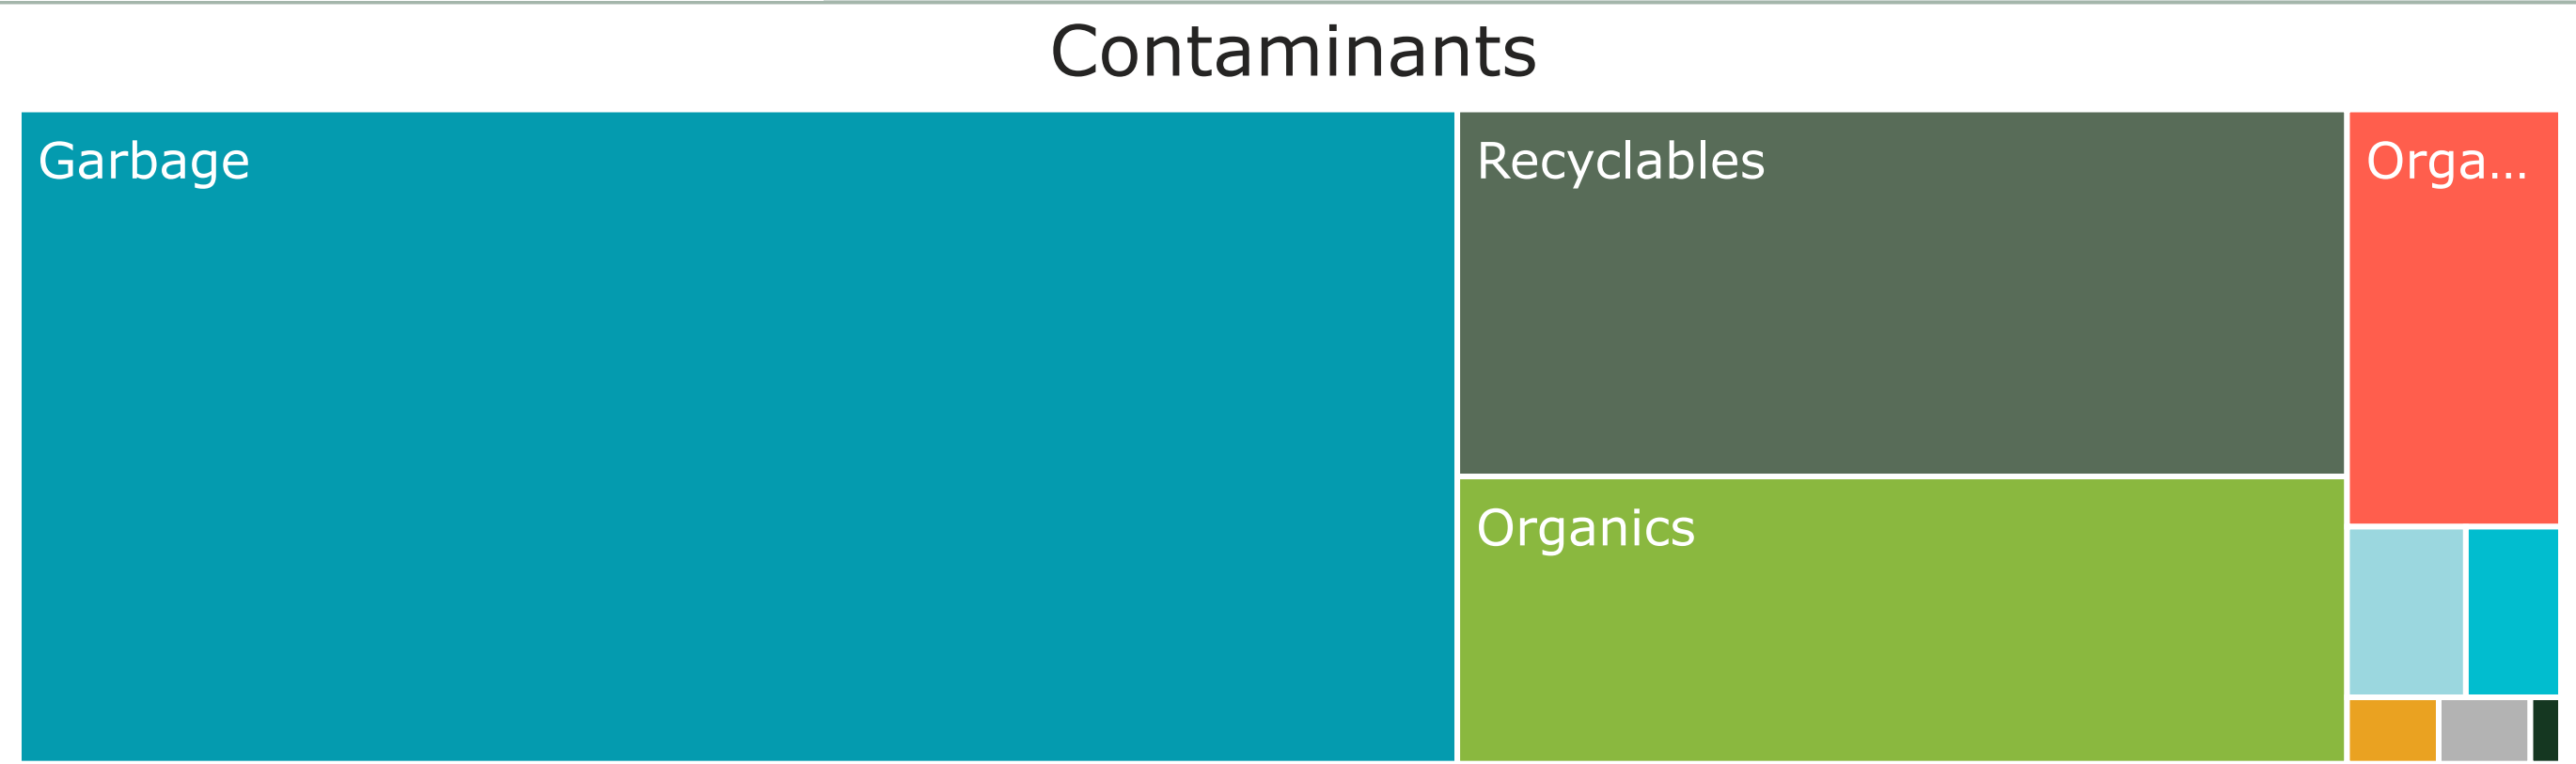 Contaminants
Garbage
Recyclables
Orga...
Organics